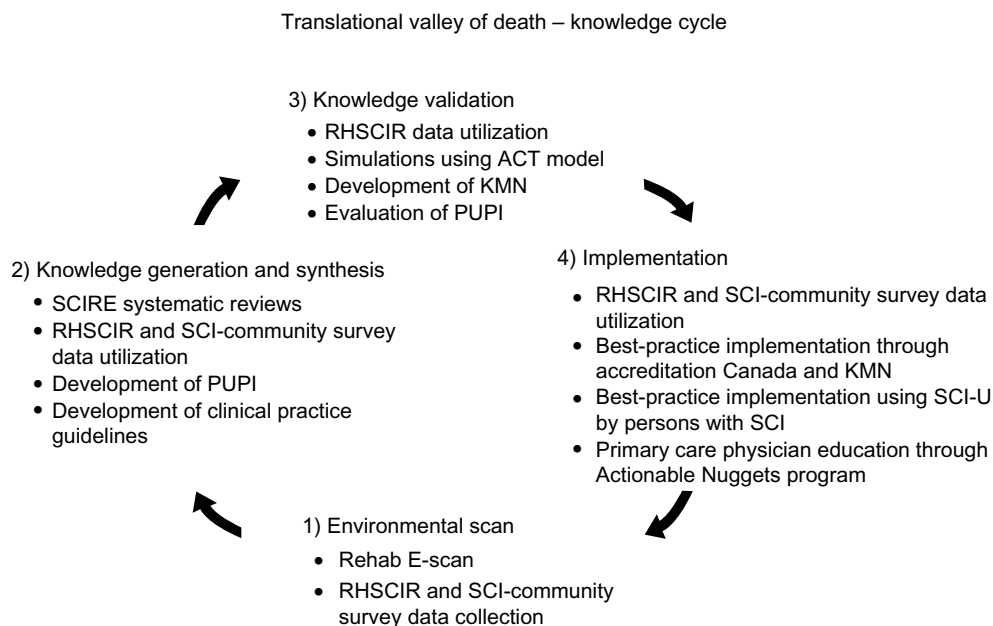 Translational valley of death – knowledge cycle
3) Knowledge validation
• RHSCIR data utilization
• Simulations using ACT model
• Development of KMN
• Evaluation of PUPI
2) Knowledge generation and synthesis
• SCIRE systematic reviews
• RHSCIR and SCI-community survey
data utilization
• Development of PUPI
• Development of clinical practice
guidelines
4) Implementation
• RHSCIR and SCI-community survey data
utilization
• Best-practice implementation through
accreditation Canada and KMN
• Best-practice implementation using SCI-U
by persons with SCI
• Primary care physician education through
Actionable Nuggets program
1) Environmental scan
• Rehab E-scan
• RHSCIR and SCI-community
survey data collection